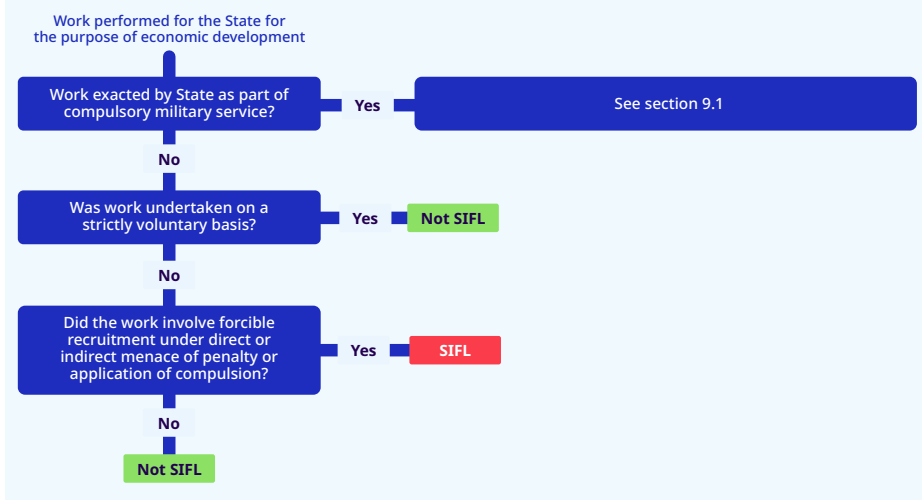 Work performed for the State for
the purpose of economic development
Work exacted by State as part of
compulsory military service?
Yes
See section 9.1
No
Was work undertaken on a
strictly voluntary basis?
Yes
Not SIFL
No
Did the work involve forcible
recruitment under direct or
indirect menace of penalty or
application of compulsion?
Yes
SIFL
No
Not SIFL